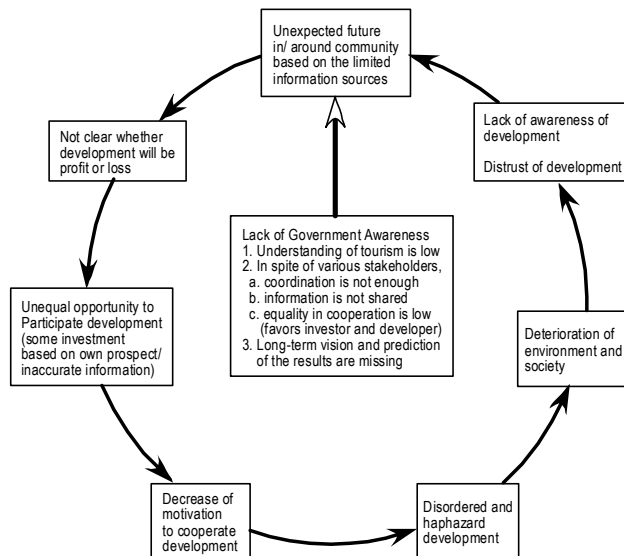 Unexpected future
in/ around community
based on the limited
information sources
Not clear whether
development will be
profit or loss
Lack of awareness of
development
Distrust of development
Lack of Government Awareness
1. Understanding of tourism is low
2. In spite of various stakeholders,
a. coordination is not enough
b. information is not shared
c. equality in cooperation is low
(favors investor and developer)
3. Long-term vision and prediction
of the results are missing
Unequal opportunity to
Participate development
(some investment
based on own prospect/
inaccurate information)
Deterioration of
environment and
society
Decrease of
motivation
to cooperate
development
Disordered and
haphazard
development